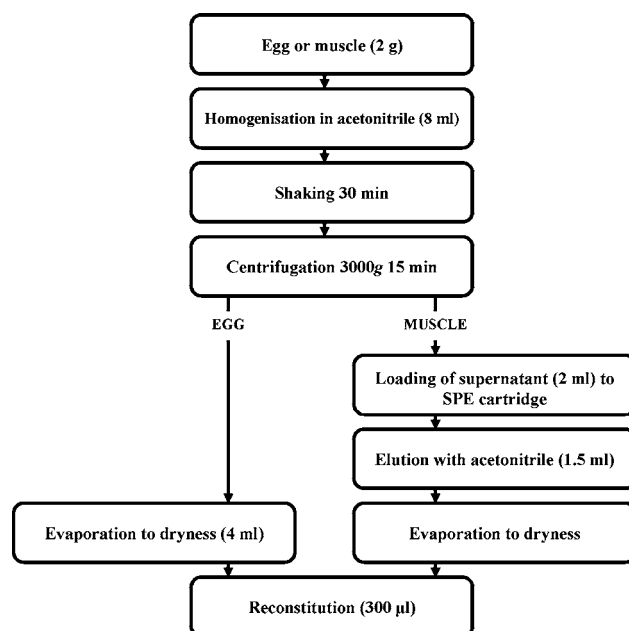 Egg or muscle (2 g)
Homogenisation in acetonitrile (8 ml)
Shaking 30 min
Centrifugation 3000g 15 min
EGG
MUSCLE
Loading of supernatant (2 ml) to
SPE cartridge
Elution with acetonitrile (1.5 ml)
Evaporation to dryness (4 ml)
Evaporation to dryness
Reconstitution (300 µl)